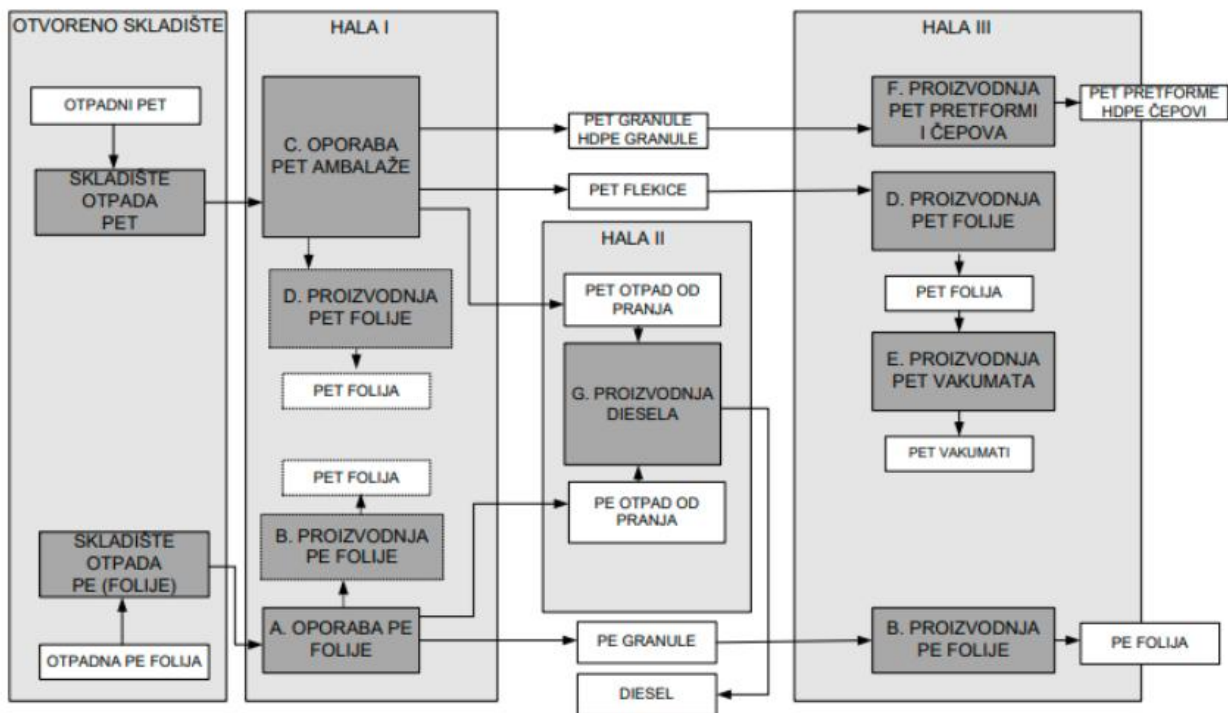 OTVORENO SKLADIŠTE
OTPADNI PET
SKLADIŠTE
OTPADA
PET
SKLADIŠTE
OTPADA
PE (FOLIJE)
OTPADNA PE FOLIJA
HALA I
C. OPORABA
PET AMBALAŽE
D. PROIZVODNJA
PET FOLIJE
PET FOLIJA
PET FOLIJA
B. PROIZVODNJA
PE FOLIJE
A. OPORABA PE
FOLIJE
PET GRANULE
HDPE GRANULE
PET FLEKICE
HALA II
PET OTPAD OD
PRANJA
G. PROIZVODNJA
DIESELA
PE OTPAD OD
PRANJA
PE GRANULE
DIESEL
HALA III
F. PROIZVODNJA
PET PRETFORMI
I ČEPOVA
PET PRETFORME
HDPE ČEPOVI
D. PROIZVODNJA
PET FOLIJE
PET FOLIJA
E. PROIZVODNJA
PET VAKUMATA
PET VAKUMATI
B. PROIZVODNJA
PE FOLIJE
PE FOLIJA